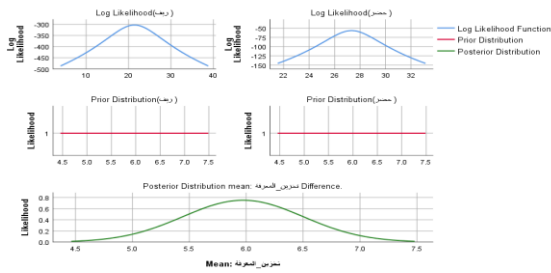 Log Likelihood(ريف )
Log Likelihood
-300
-350
-400
-450
-500
10
20
30
40
Log Likelihood(حضر )
Log Likelihood
-50
-75
-100
-125
-150
22
24
26
28
30
32
Log Likelihood Function
Prior Distribution
Posterior Distribution
Prior Distribution(ريف )
Likelihood
1
4.5 5.0 5.5 6.0 6.5 7.0 7.5
Prior Distribution(حضر )
Likelihood
1
4.5 5.0 5.5 6.0 6.5 7.0 7.5
Posterior Distribution mean: تخزين_المعرفة Difference.
Likelihood
0.8
0.6
0.4
0.2
0.0
4.5 5.0 5.5 6.0 6.5 7.0 7.5
Mean: تخزين_المعرفة